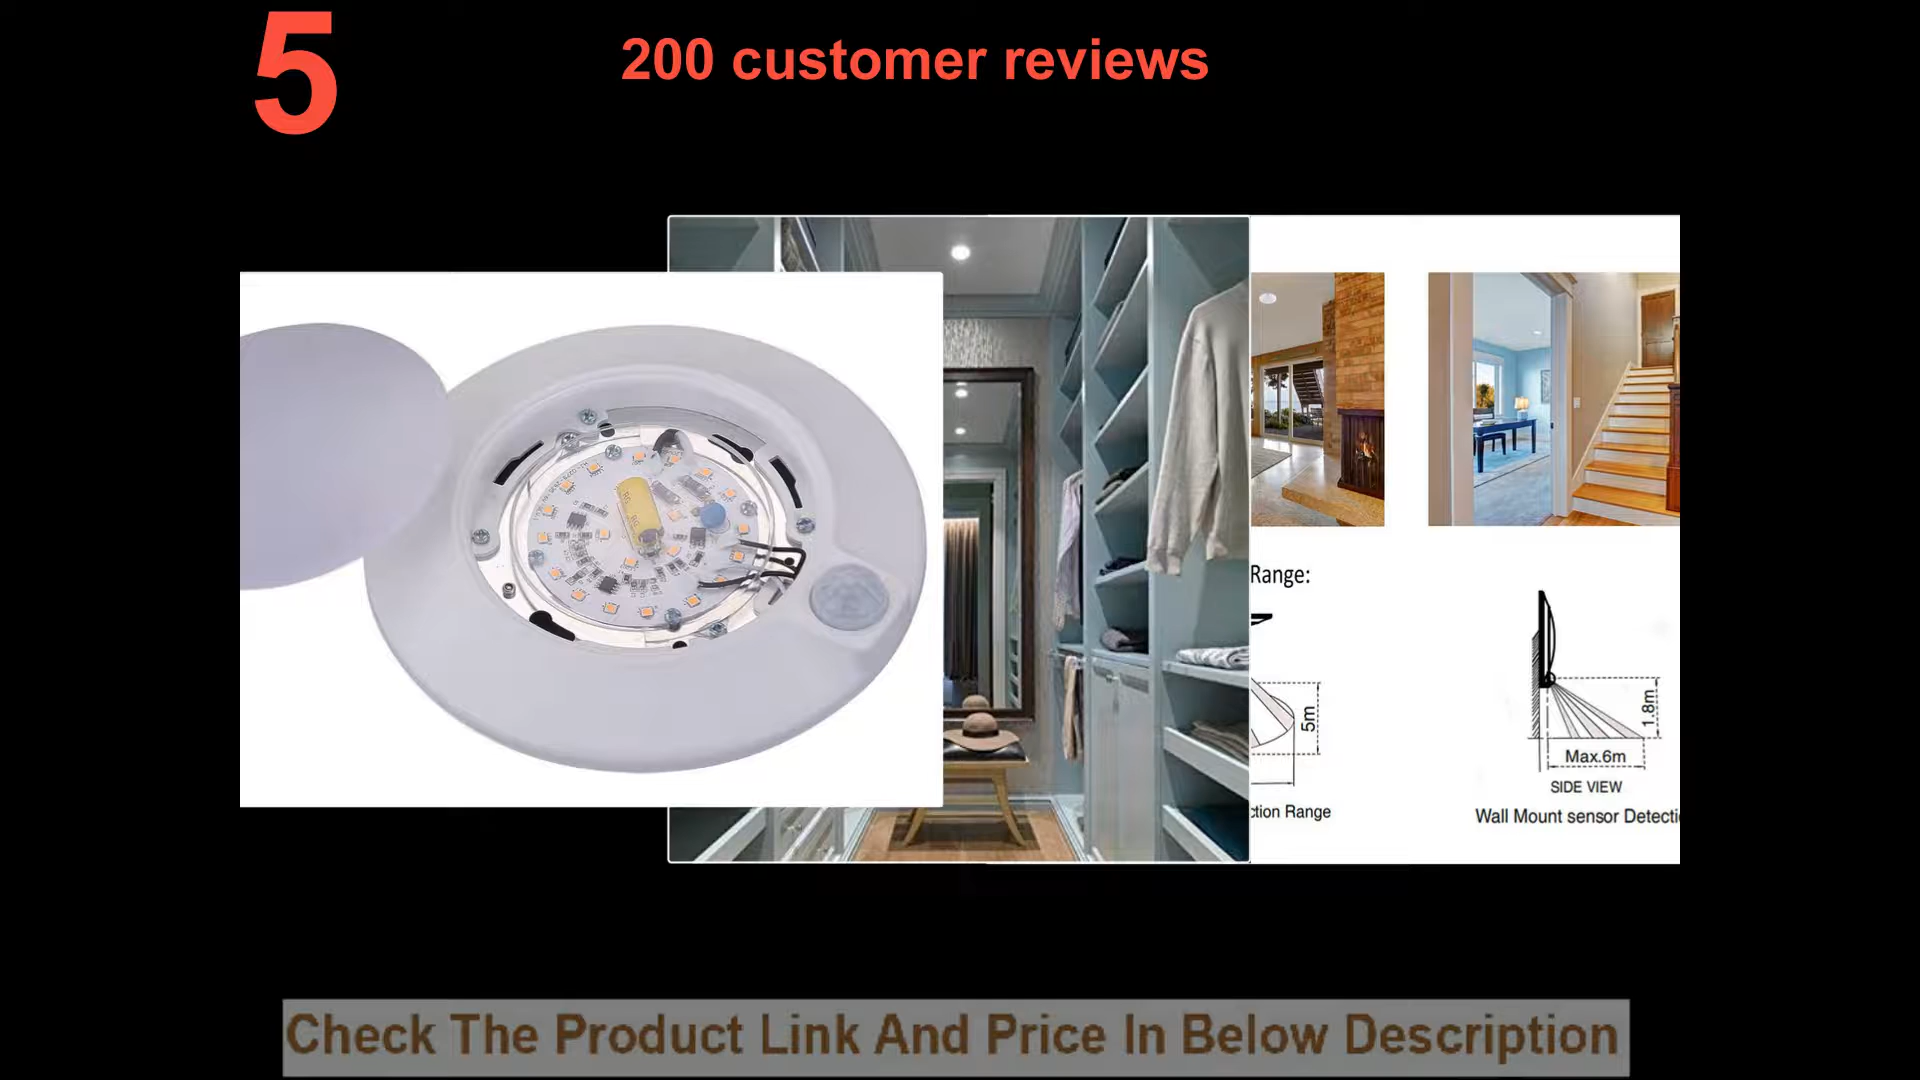 5
200 customer reviews
Range:
5m
1.8m
Max.6m
SIDE VIEW
ction Range
Wall Mount sensor Detecti
Check The Product Link And Price In Below Description